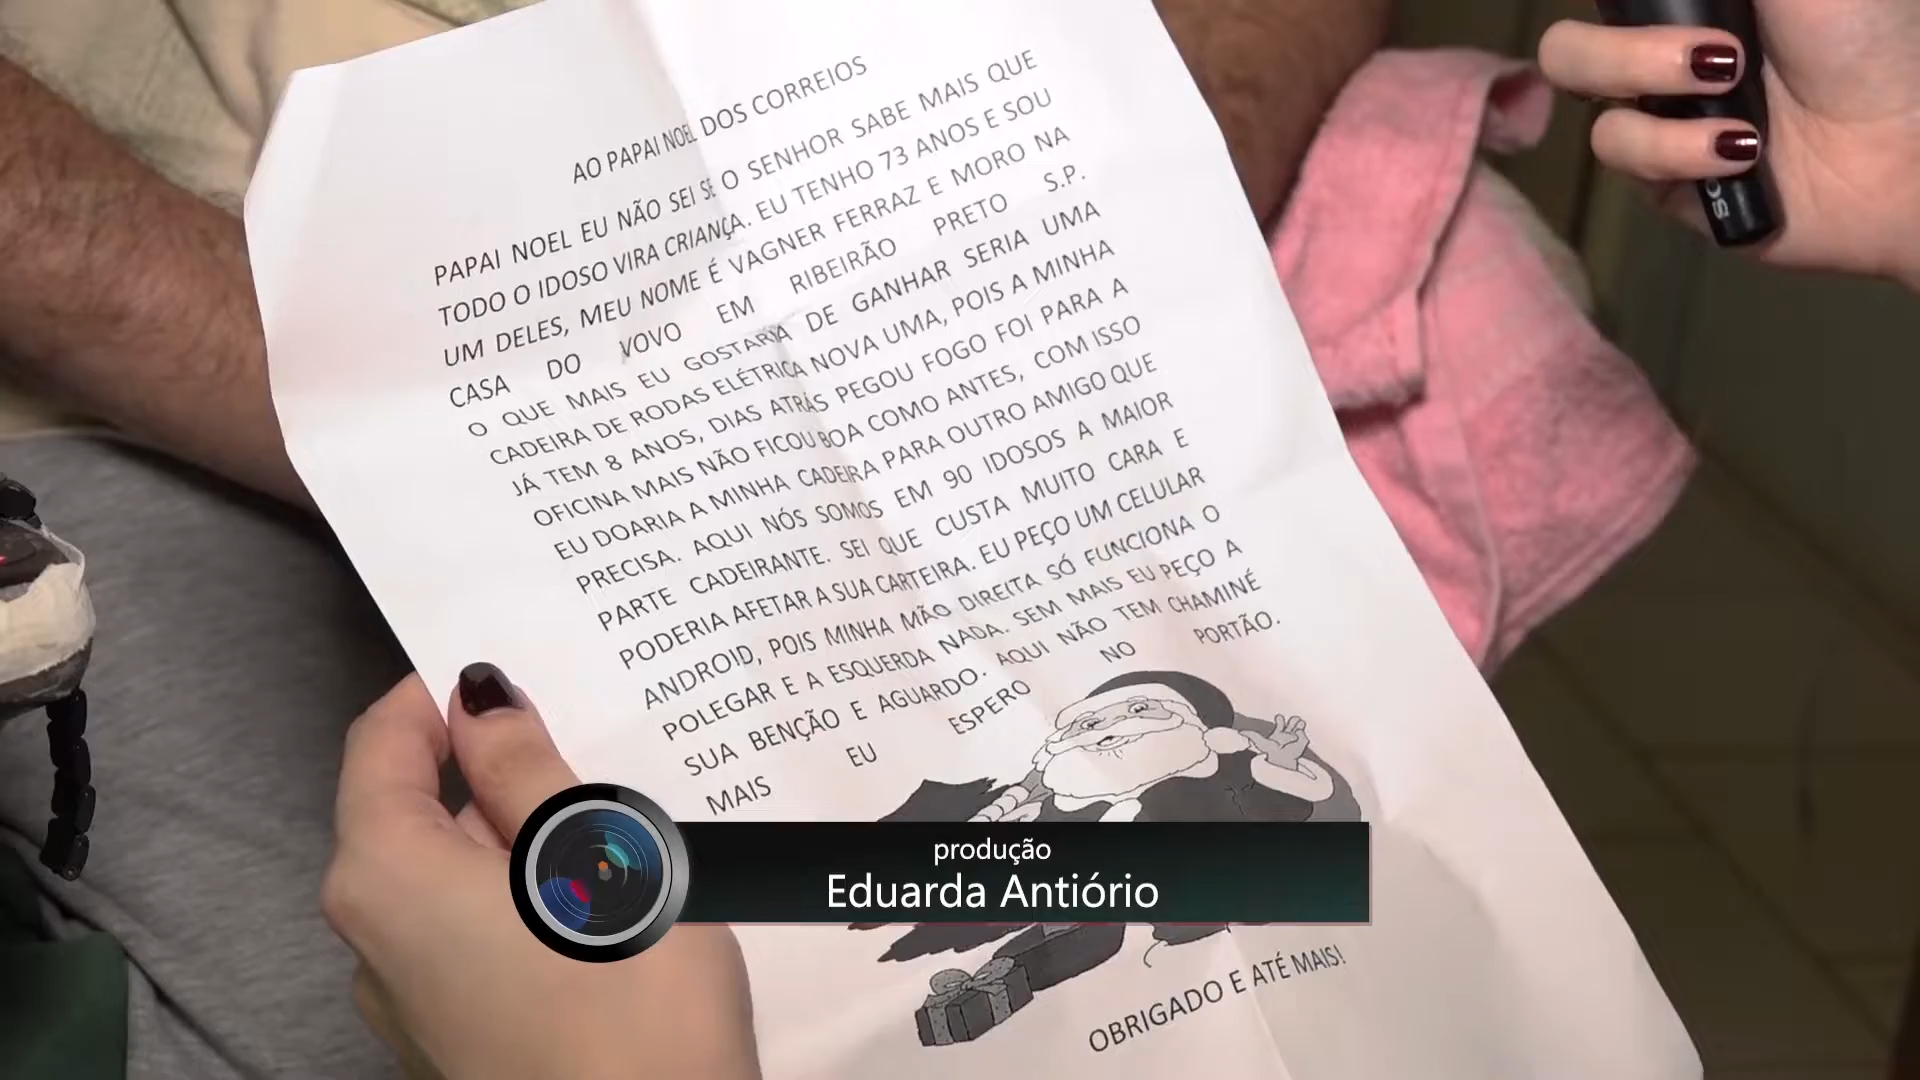 AO PAPAI NOEL DOS CORREIOS
PAPAI NOEL EU NÃO SEI SE O SENHOR SABE MAIS QUE
TODO O IDOSO VIRA CRIANÇA. EU TENHO 73 ANOS E SOU
UM DELES, MEU NOME É VAGNER FERRAZ E MORO NA
CASA DO VOVO EM RIBEIRÃO PRETO S.P.
O QUE MAIS EU GOSTARIA DE GANHAR SERIA UMA
CADEIRA DE RODAS ELÉTRICA NOVA UMA, POIS A MINHA
JÁ TEM 8 ANOS, DIAS ATRÁS PEGOU FOGO FOI PARA A
OFICINA MAIS NÃO FICOU BOA COMO ANTES, COM ISSO
EU DOARIA A MINHA CADEIRA PARA OUTRO AMIGO QUE
PRECISA. AQUI NÓS SOMOS EM 90 IDOSOS A MAIOR
PARTE CADEIRANTE. SEI QUE CUSTA MUITO CARA E
PODERIA AFETAR A SUA CARTEIRA. EU PEÇO UM CELULAR
ANDROID, POIS MINHA MÃO DIREITA SÓ FUNCIONA O
POLEGAR E A ESQUERDA NADA. SEM MAIS EU PEÇO A
SUA BENÇÃO E AGUARDO. AQUI NÃO TEM CHAMINÉ
MAIS EU ESPERO NO PORTÃO.
OBRIGADO E ATÉ MAIS!
produção
Eduarda Antiório